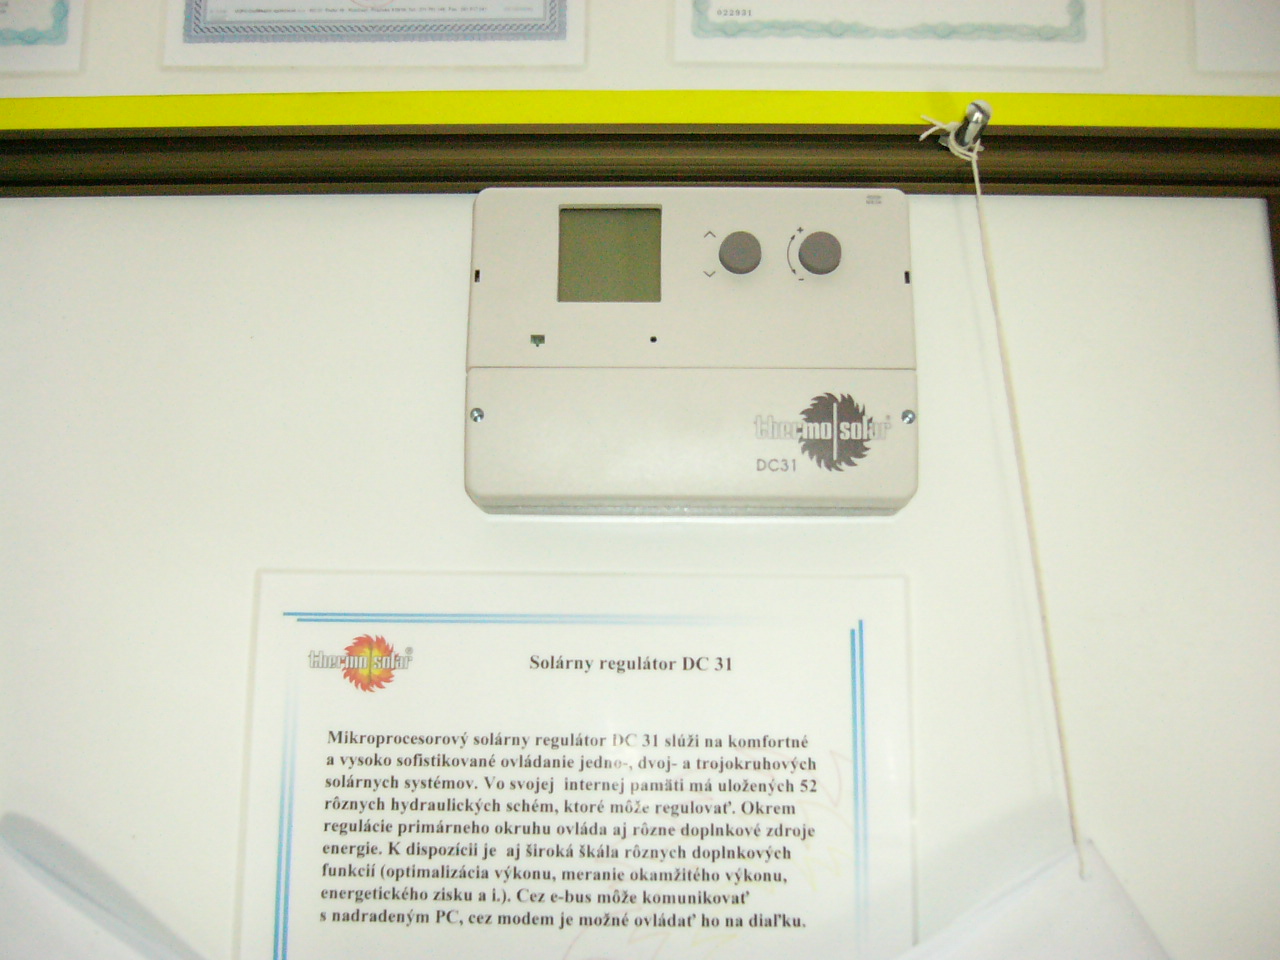 022931
thermo|solar®
DC31
thermo|solar®
Solárny regulátor DC 31
Mikroprocesorový solárny regulátor DC 31 slúži na komfortné
a vysoko sofistikované ovládanie jedno-, dvoj- a trojokruhových
solárnych systémov. Vo svojej internej pamäti má uložených 52
rôznych hydraulických schém, ktoré môže regulovať. Okrem
regulácie primárneho okruhu ovláda aj rôzne doplnkové zdroje
energie. K dispozícii je aj široká škála rôznych doplnkových
funkcií (optimalizácia výkonu, meranie okamžitého výkonu,
energetického zisku a i.). Cez e-bus môže komunikovať
s nadradeným PC, cez modem je možné ovládať ho na diaľku.